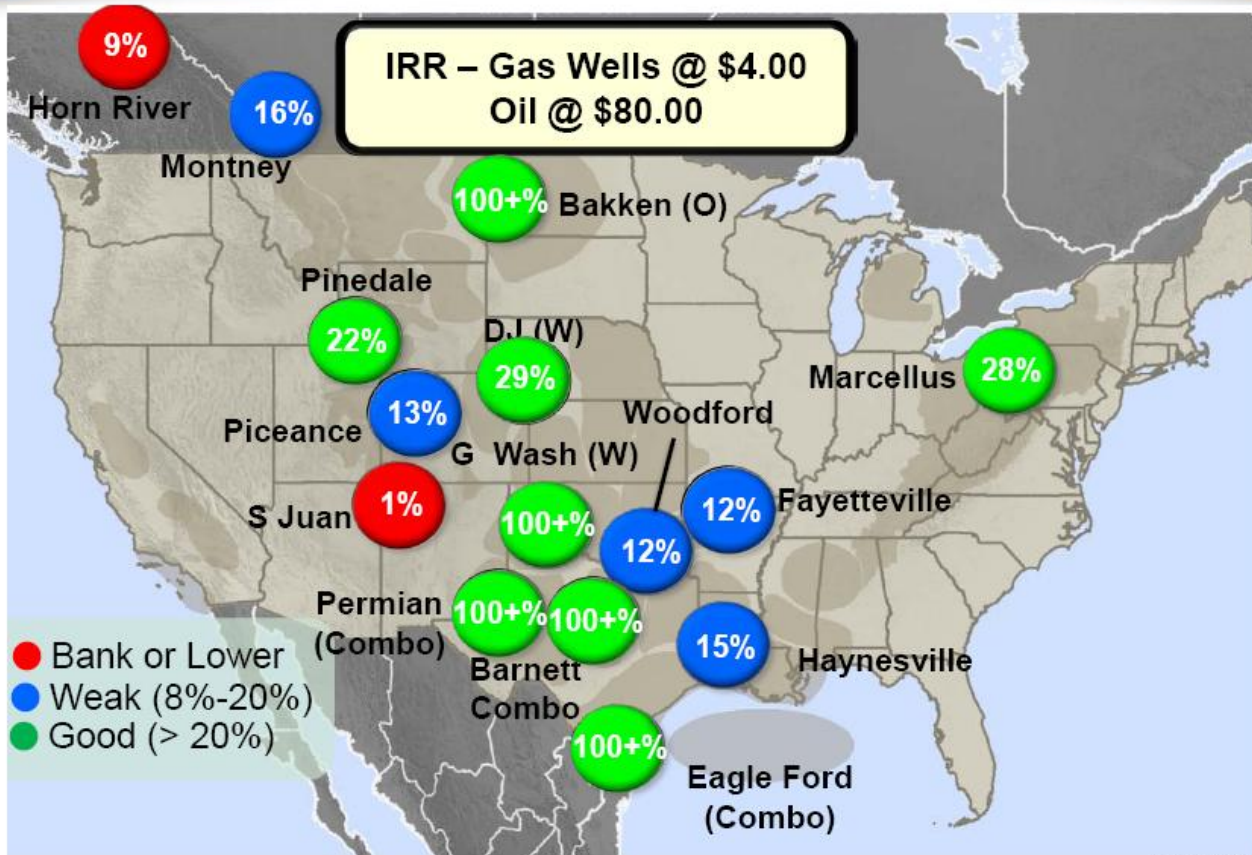 IRR – Gas Wells @ $4.00
Oil @ $80.00
9%
Horn River
16%
Montney
100+%
Bakken (O)
Pinedale
22%
DJ (W)
29%
Marcellus
28%
Piceance
13%
Woodford
G Wash (W)
S Juan
1%
100+%
12%
12%
Fayetteville
Permian
(Combo)
100+%
100+%
Barnett
Combo
15%
Haynesville
100+%
Eagle Ford
(Combo)
Bank or Lower
Weak (8%-20%)
Good (> 20%)